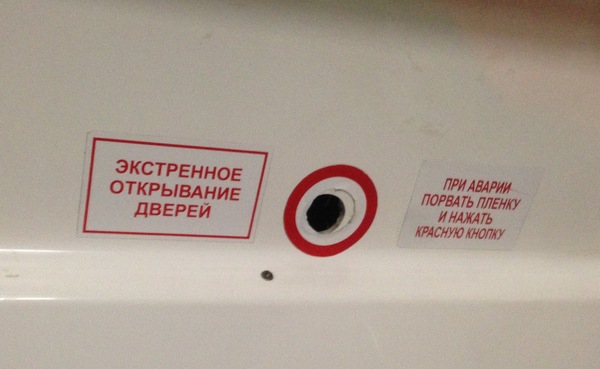 ЭКСТРЕННОЕ
ОТКРЫВАНИЕ
ДВЕРЕЙ
ПРИ АВАРИИ
ПОРВАТЬ ПЛЕНКУ
И НАЖАТЬ
КРАСНУЮ КНОПКУ